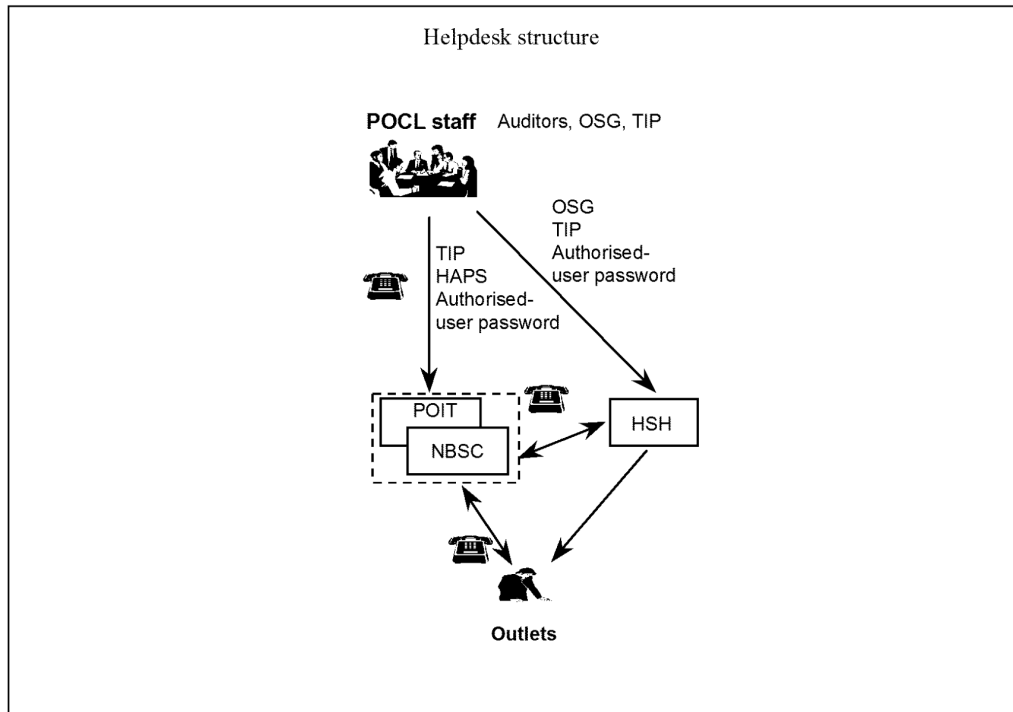 Helpdesk structure
POCL staff Auditors, OSG, TIP
OSG
TIP
Authorised-
user password
TIP
HAPS
Authorised-
user password
POIT
NBSC
HSH
Outlets